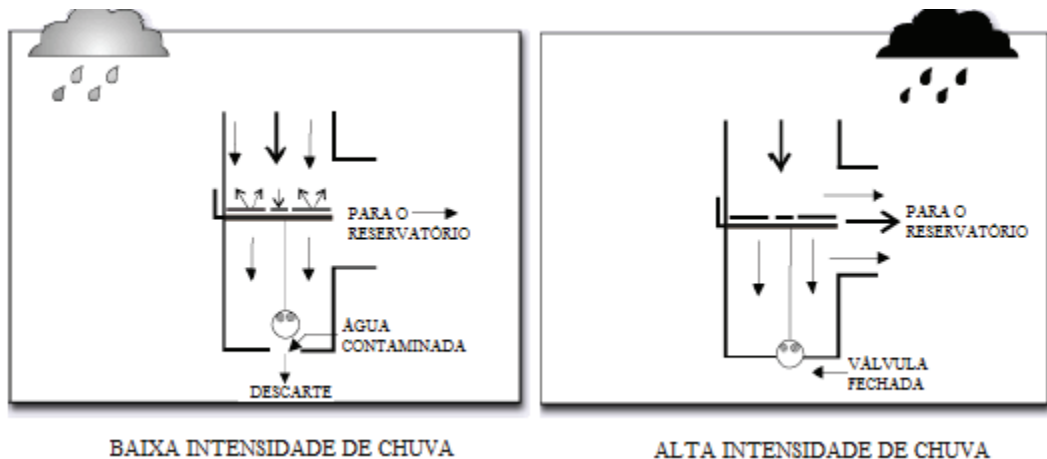 PARA O
RESERVATÓRIO
ÁGUA
CONTAMINADA
DESCARTE
BAIXA INTENSIDADE DE CHUVA
PARA O
RESERVATÓRIO
VÁLVULA
FECHADA
ALTA INTENSIDADE DE CHUVA